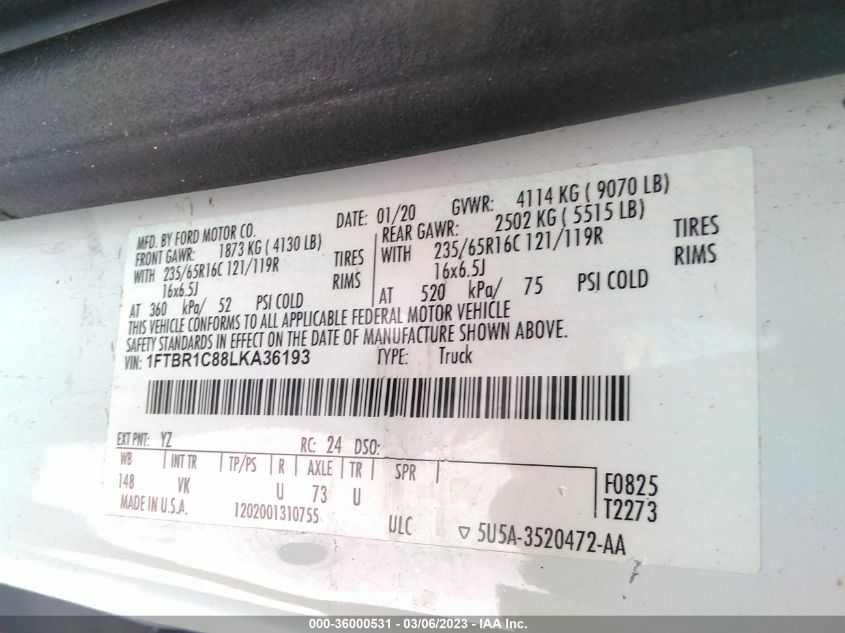 MFD. BY FORD MOTOR CO. DATE: 01/20 GVWR: 4114 KG ( 9070 LB)
FRONT GAWR: 1873 KG ( 4130 LB) REAR GAWR: 2502 KG ( 5515 LB)
WITH 235/65R16C 121/119R TIRES WITH 235/65R16C 121/119R TIRES
16x6.5J RIMS 16x6.5J RIMS
AT 360 kPa/ 52 PSI COLD AT 520 kPa/ 75 PSI COLD
THIS VEHICLE CONFORMS TO ALL APPLICABLE FEDERAL MOTOR VEHICLE
SAFETY STANDARDS IN EFFECT ON THE DATE OF MANUFACTURE SHOWN ABOVE.
VIN: 1FTBR1C88LKA36193 TYPE: Truck
EXT PNT: YZ RC: 24 DSO:
WB INT TR TP/PS R AXLE TR SPR
148 VK U 73 U
F0825
T2273
MADE IN U.S.A. 1202001310755 ULC ▽ 5U5A-3520472-AA
000-36000531 - 03/06/2023 - IAA Inc.